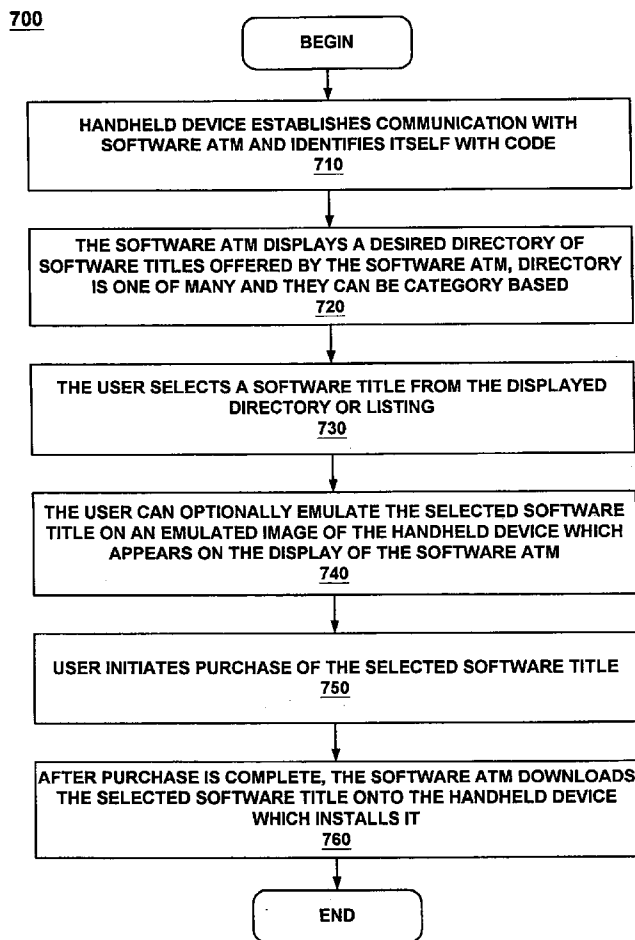 700
BEGIN
HANDHELD DEVICE ESTABLISHES COMMUNICATION WITH
SOFTWARE ATM AND IDENTIFIES ITSELF WITH CODE
710
THE SOFTWARE ATM DISPLAYS A DESIRED DIRECTORY OF
SOFTWARE TITLES OFFERED BY THE SOFTWARE ATM, DIRECTORY
IS ONE OF MANY AND THEY CAN BE CATEGORY BASED
720
THE USER SELECTS A SOFTWARE TITLE FROM THE DISPLAYED
DIRECTORY OR LISTING
730
THE USER CAN OPTIONALLY EMULATE THE SELECTED SOFTWARE
TITLE ON AN EMULATED IMAGE OF THE HANDHELD DEVICE WHICH
APPEARS ON THE DISPLAY OF THE SOFTWARE ATM
740
USER INITIATES PURCHASE OF THE SELECTED SOFTWARE TITLE
750
AFTER PURCHASE IS COMPLETE, THE SOFTWARE ATM DOWNLOADS
THE SELECTED SOFTWARE TITLE ONTO THE HANDHELD DEVICE
WHICH INSTALLS IT
760
END